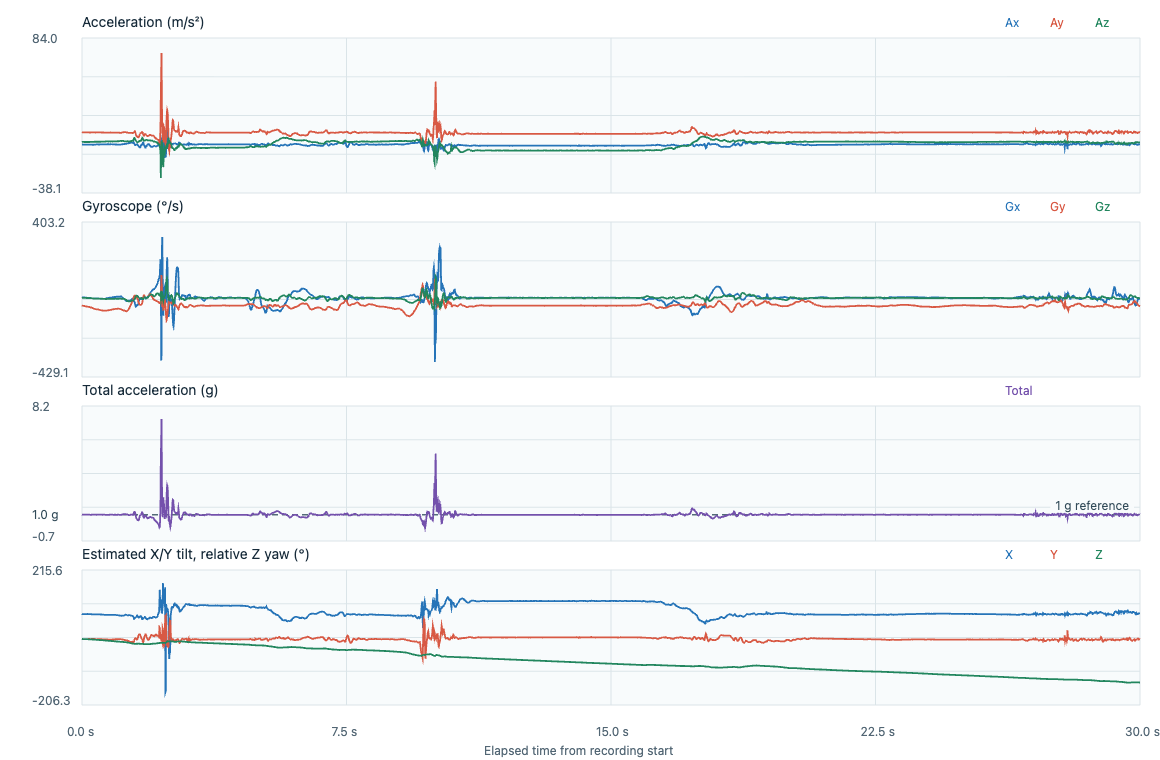 Acceleration (m/s²) Ax Ay Az
84.0
-38.1
Gyroscope (°/s) Gx Gy Gz
403.2
-429.1
Total acceleration (g) Total
8.2
1 g reference
1.0 g
-0.7
Estimated X/Y tilt, relative Z yaw (°) X Y Z
215.6
-206.3
0.0 s 7.5 s 15.0 s 22.5 s 30.0 s
Elapsed time from recording start